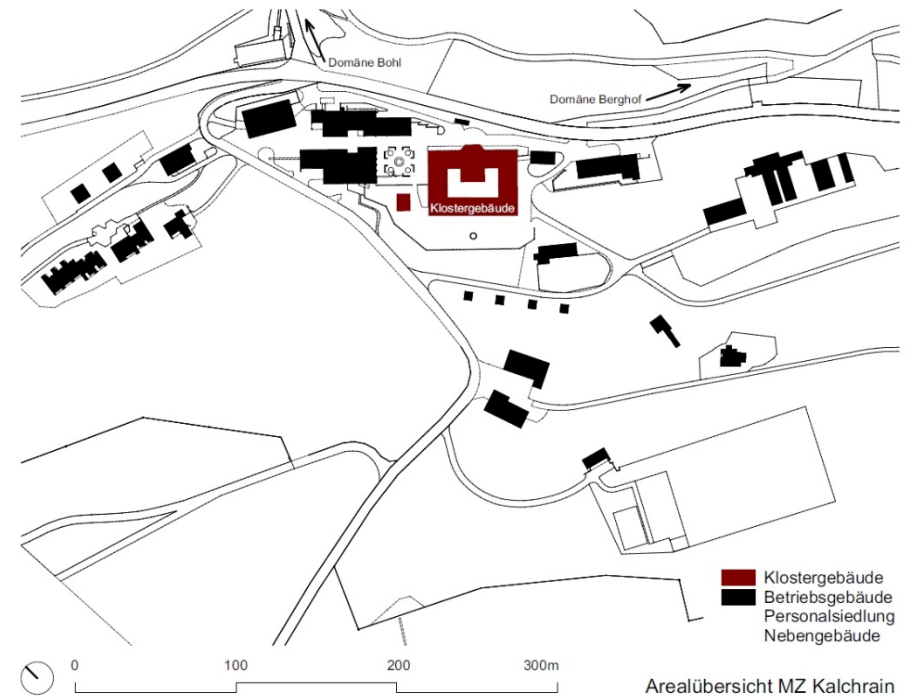 Domäne Bohl
Domäne Berghof
Klostergebäude
Klostergebäude
Betriebsgebäude
Personalsiedlung
Nebengebäude
0 100 200 300m
Arealübersicht MZ Kalchrain